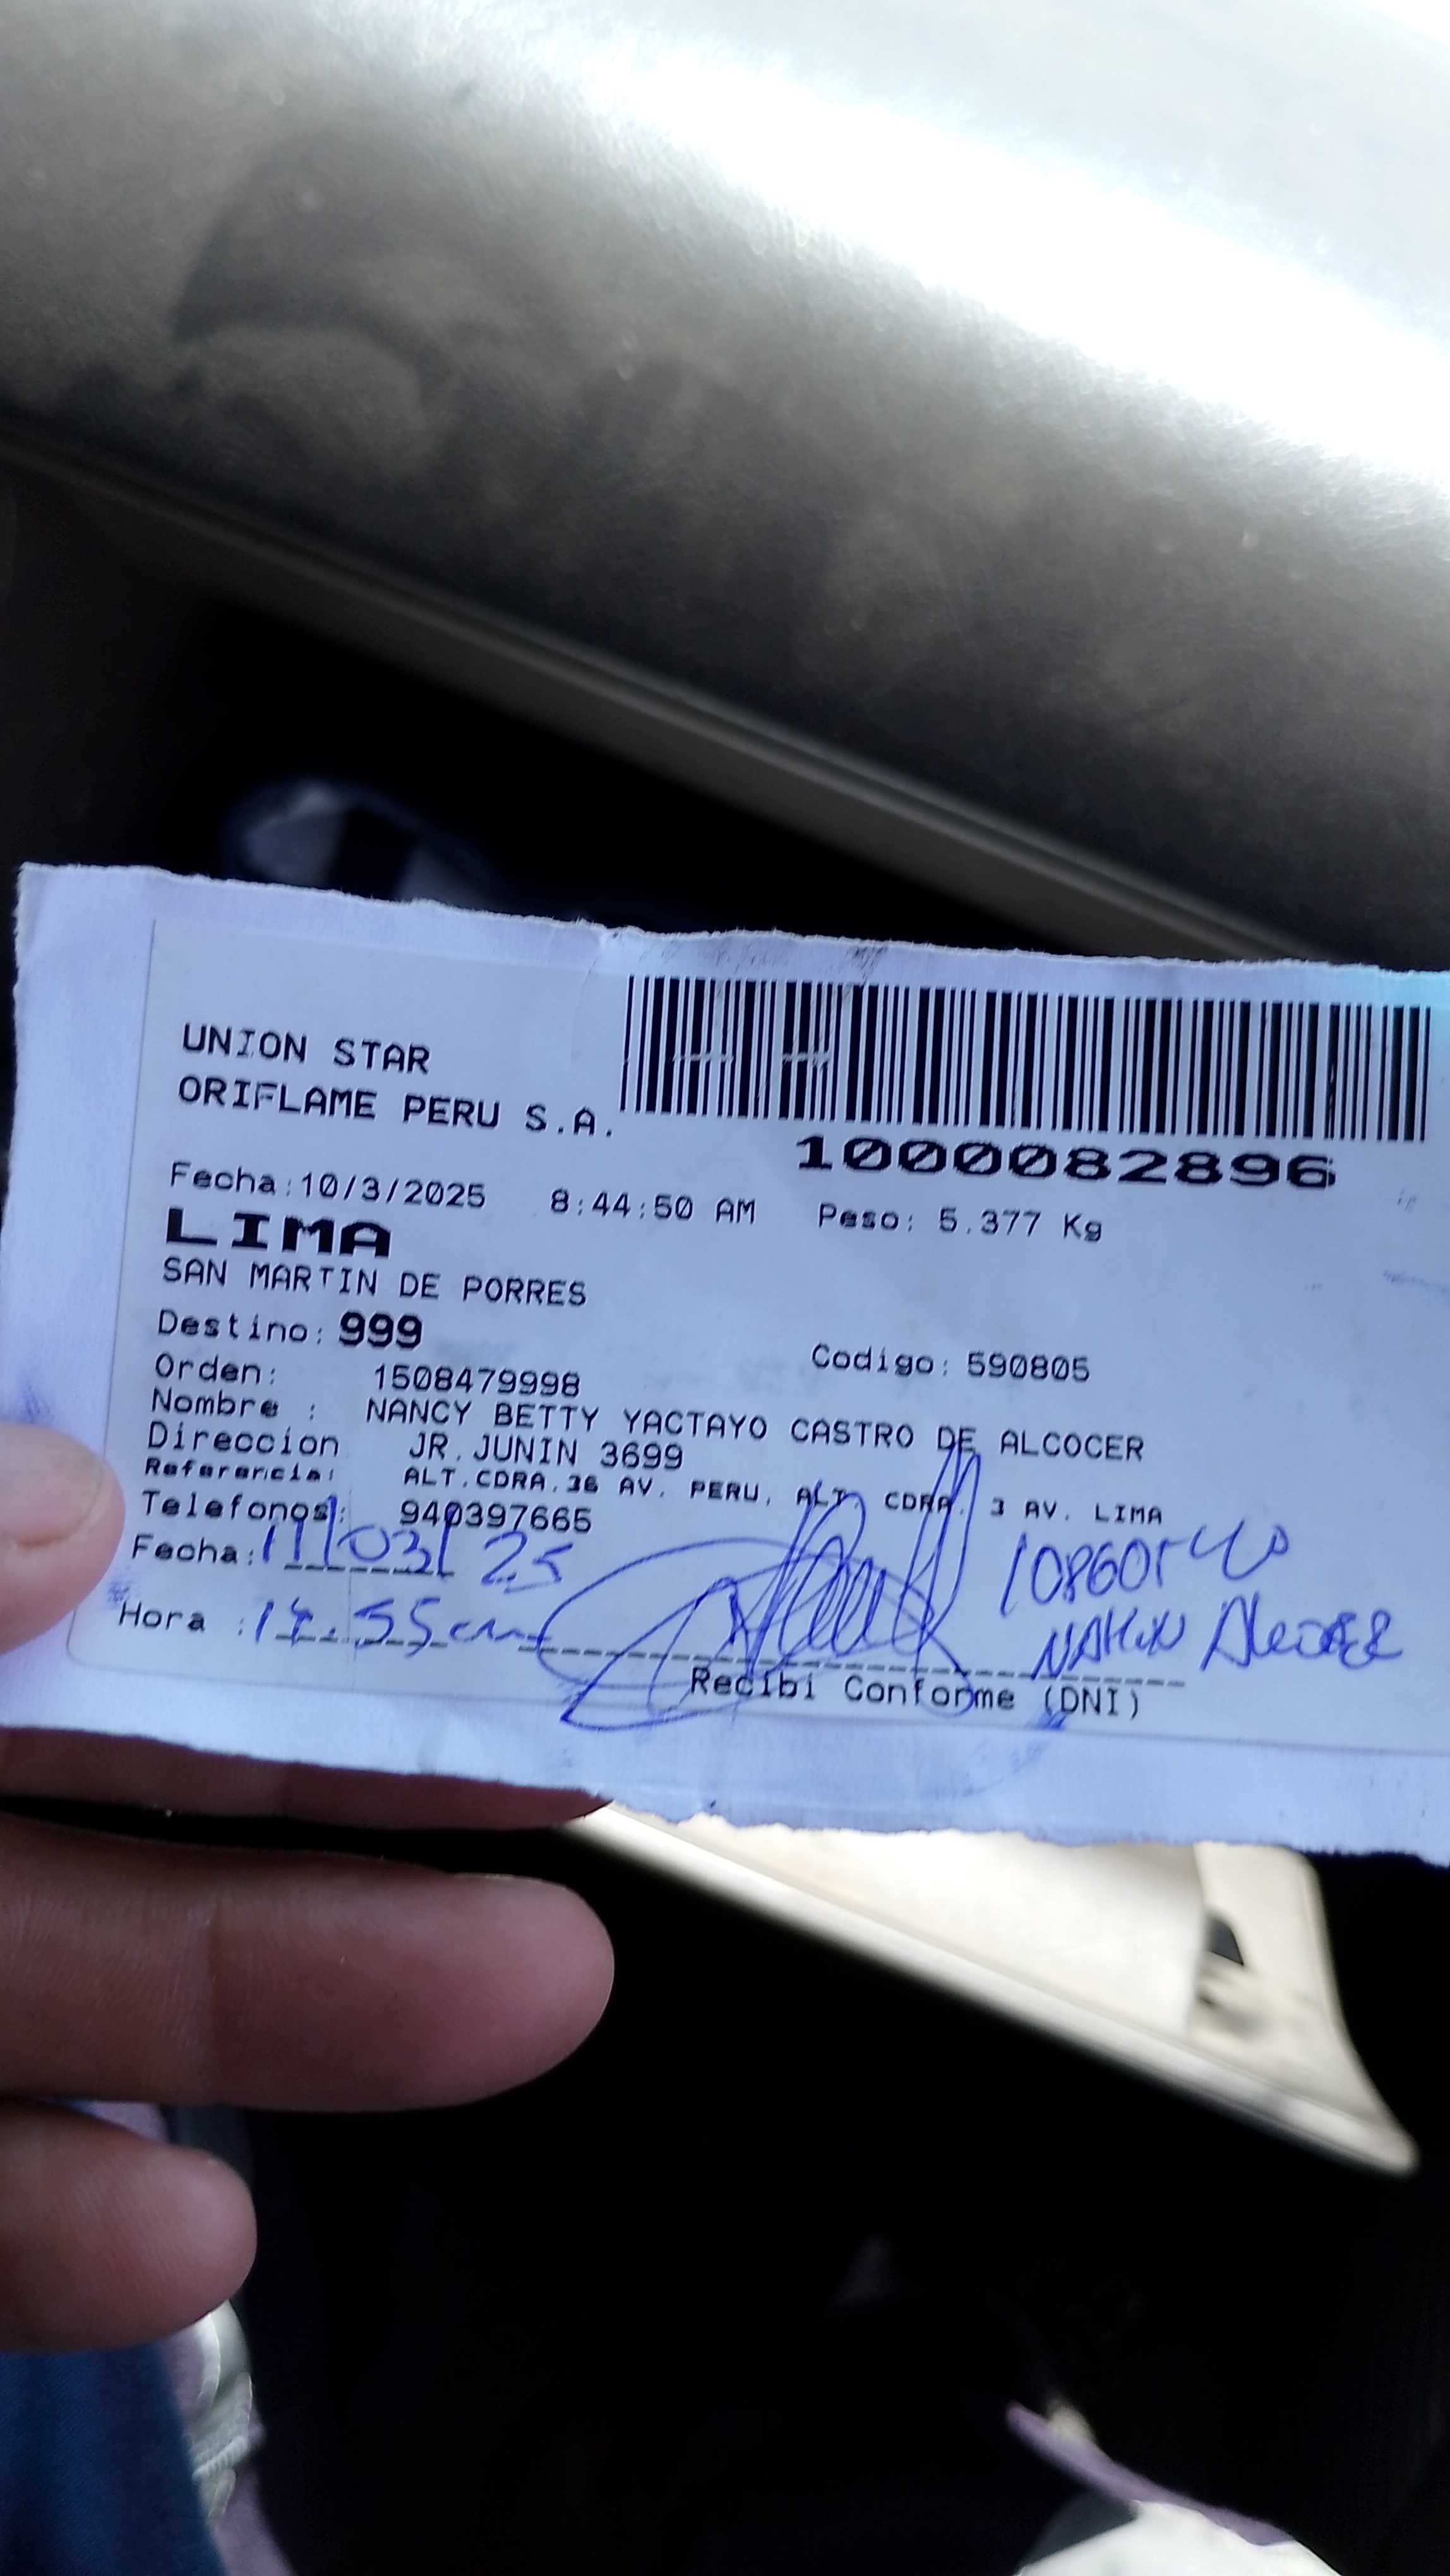 UNION STAR
ORIFLAME PERU S.A.
1000082896
Fecha:10/3/2025 8:44:50 AM Peso: 5.377 Kg
LIMA
SAN MARTIN DE PORRES
Destino: 999
Codigo: 590805
Orden: 1508479998
Nombre : NANCY BETTY YACTAYO CASTRO DE ALCOCER
Direccion JR.JUNIN 3699
Referencia: ALT.CDRA.36 AV. PERU, ALT. CDRA. 3 AV. LIMA
Telefonos: 940397665
Fecha: 11/03/25
Hora :
Recibi Conforme (DNI)